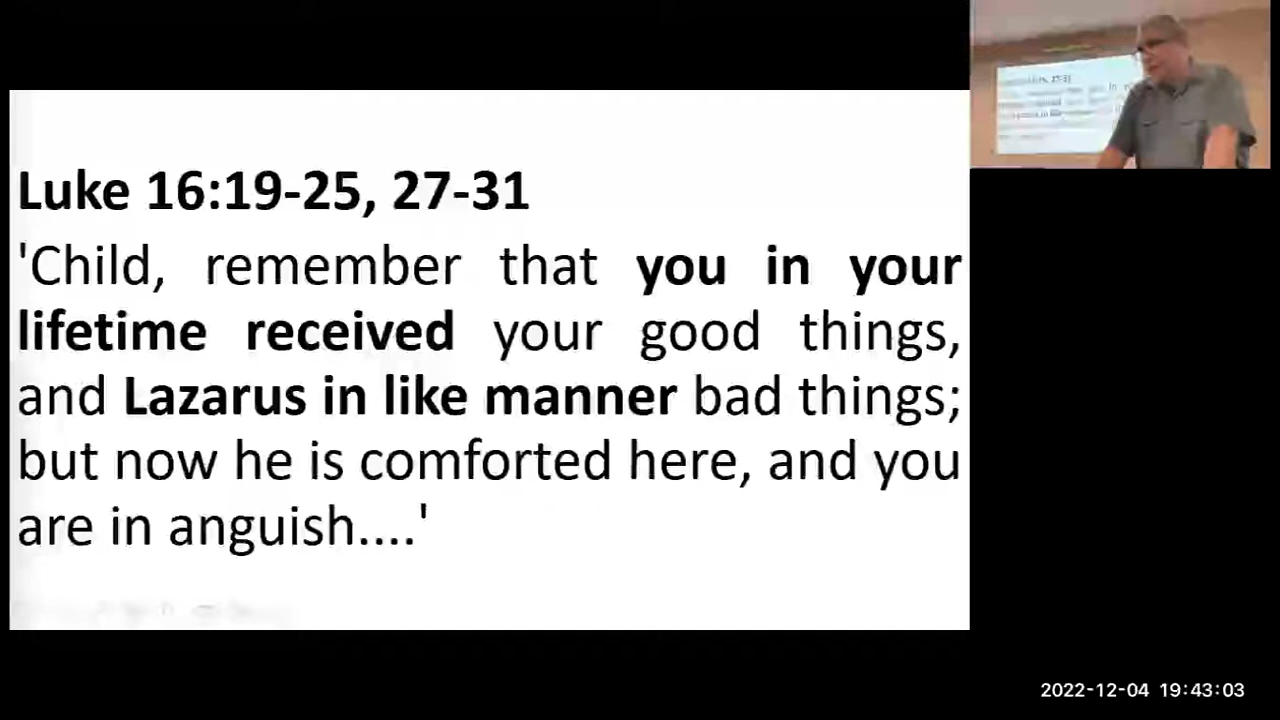 Luke 16:19-25, 27-31
'Child, remember that you in your
lifetime received your good things,
and Lazarus in like manner bad things;
but now he is comforted here, and you
are in anguish....'
2022-12-04 19:43:03